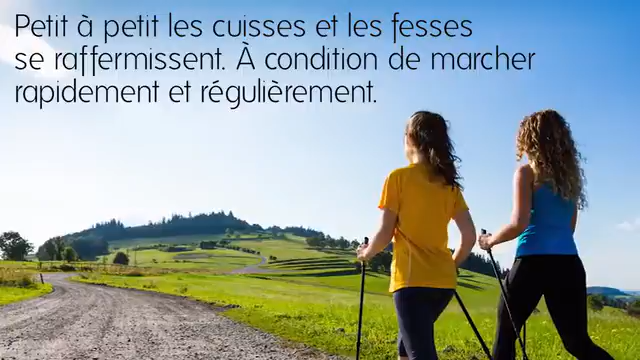 Petit à petit les cuisses et les fesses
se raffermissent. À condition de marcher
rapidement et régulièrement.